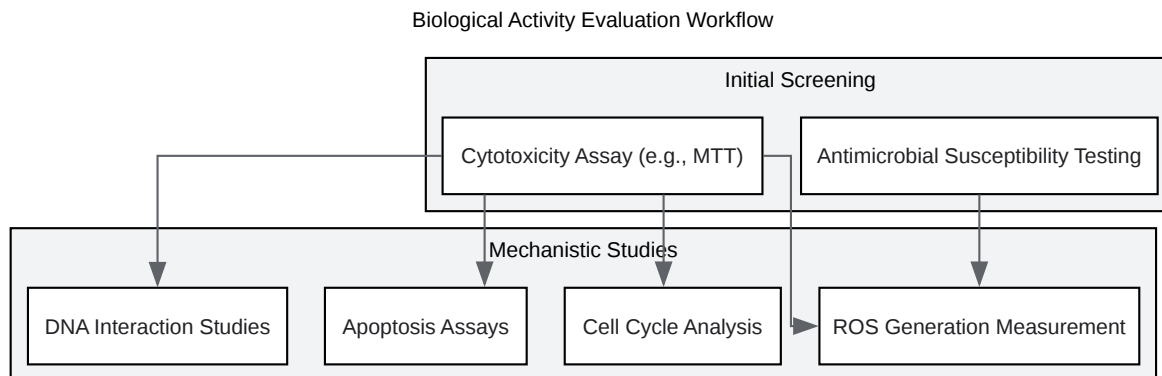 Biological Activity Evaluation Workflow
Initial Screening
Cytotoxicity Assay (e.g., MTT)
Antimicrobial Susceptibility Testing
Mechanistic Studies
DNA Interaction Studies
Apoptosis Assays
Cell Cycle Analysis
ROS Generation Measurement